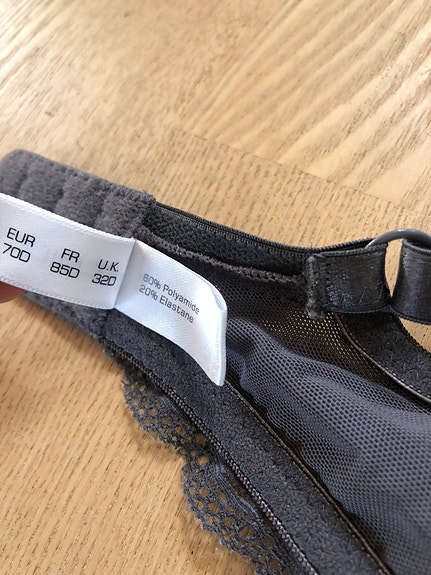 EUR FR U.K.
70D 85D 32D
80% Polyamide
20% Elastane